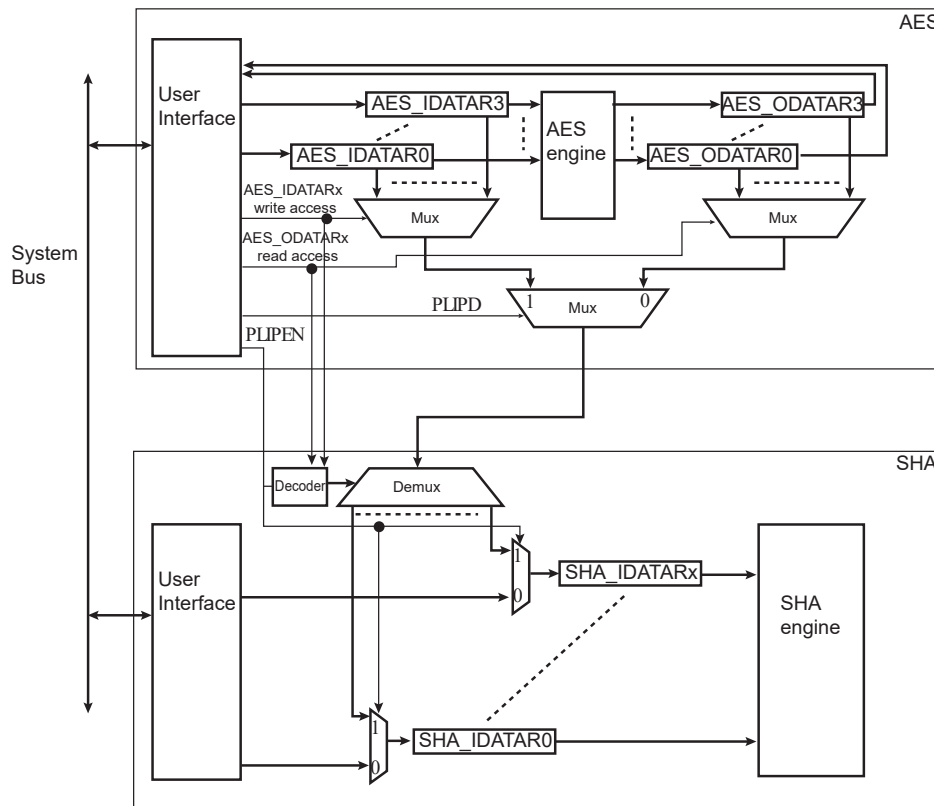 AES
User
Interface
AES_IDATAR3
AES_ODATAR3
AES
engine
AES_IDATAR0
AES_ODATAR0
AES_IDATARx
write access
Mux
Mux
AES_ODATARx
read access
System
Bus
1
Mux
0
PLIPD
PLIPEN
SHA
Decoder
Demux
User
Interface
1
0
SHA_IDATARx
SHA
engine
1
0
SHA_IDATAR0